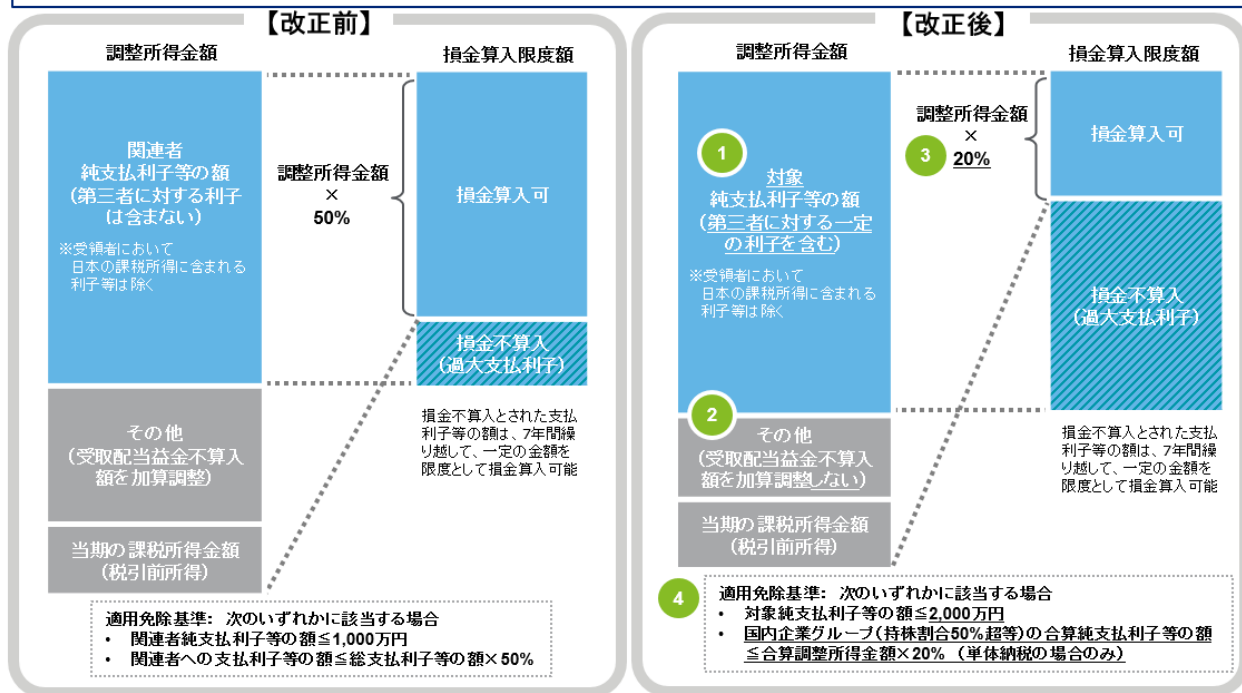 【改正前】
調整所得金額
損金算入限度額
関連者
純支払利子等の額
(第三者に対する利子
は含まない)
※受領者において
日本の課税所得に含まれる
利子等は除く
調整所得金額
×
50%
損金算入可
損金不算入
(過大支払利子)
その他
(受取配当益金不算入
額を加算調整)
損金不算入とされた支払
利子等の額は、7年間繰
り越して、一定の金額を
限度として損金算入可能
当期の課税所得金額
(税引前所得)
適用免除基準: 次のいずれかに該当する場合
• 関連者純支払利子等の額≦1,000万円
• 関連者への支払利子等の額≦総支払利子等の額×50%
【改正後】
調整所得金額
損金算入限度額
1
対象
純支払利子等の額
(第三者に対する一定
の利子を含む)
※受領者において
日本の課税所得に含まれる
利子等は除く
調整所得金額
×
3
20%
損金算入可
損金不算入
(過大支払利子)
2
その他
(受取配当益金不算入
額を加算調整しない)
損金不算入とされた支払
利子等の額は、7年間繰
り越して、一定の金額を
限度として損金算入可能
当期の課税所得金額
(税引前所得)
4
適用免除基準: 次のいずれかに該当する場合
• 対象純支払利子等の額≦2,000万円
• 国内企業グループ(持株割合50%超等)の合算純支払利子等の額
≦合算調整所得金額×20% (単体納税の場合のみ)